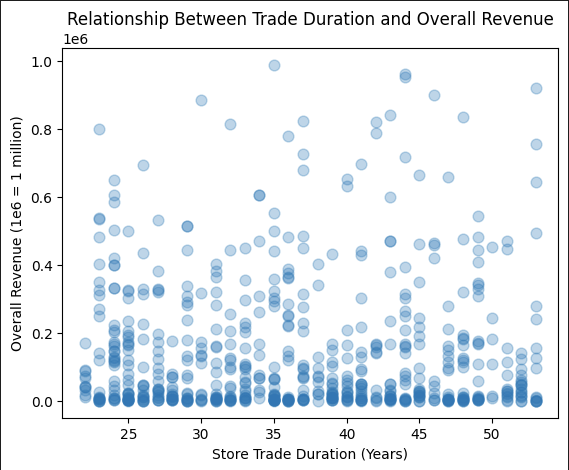 Relationship Between Trade Duration and Overall Revenue
1e6
1.0
0.8
0.6
0.4
0.2
0.0
Overall Revenue (1e6 = 1 million)
25 30 35 40 45 50
Store Trade Duration (Years)